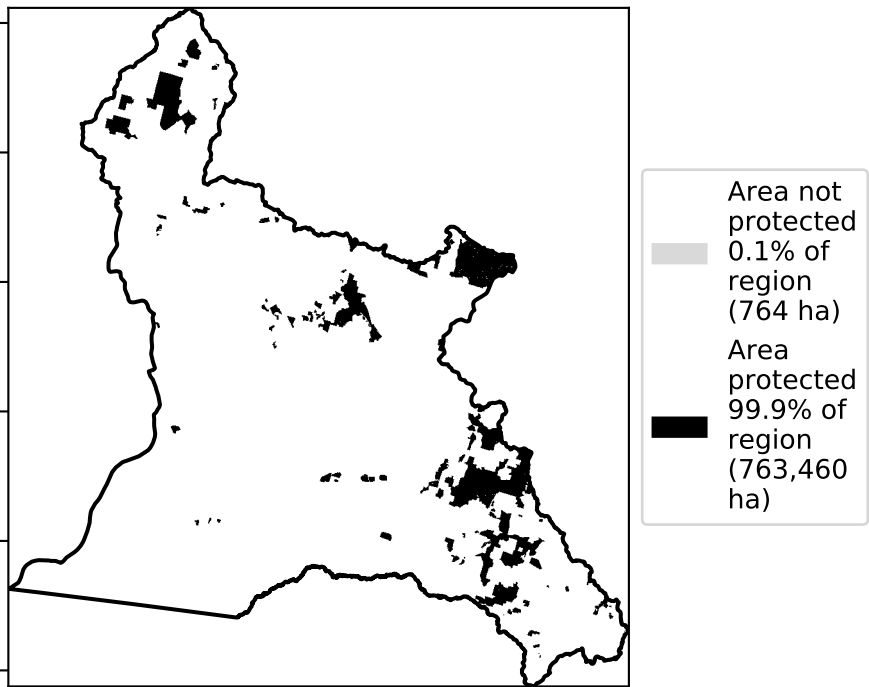 Area not
protected
0.1% of
region
(764 ha)
Area
protected
99.9% of
region
(763,460
ha)